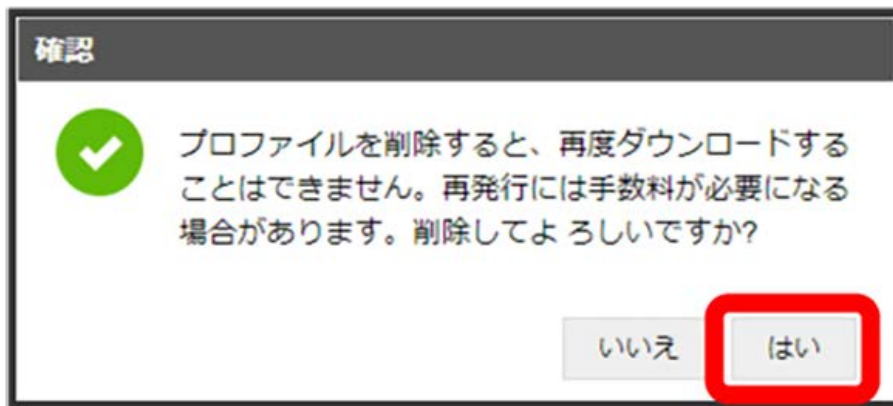 確認
プロファイルを削除すると、再度ダウンロードする
ことはできません。再発行には手数料が必要になる
場合があります。削除してよ ろしいですか?
いいえ
はい